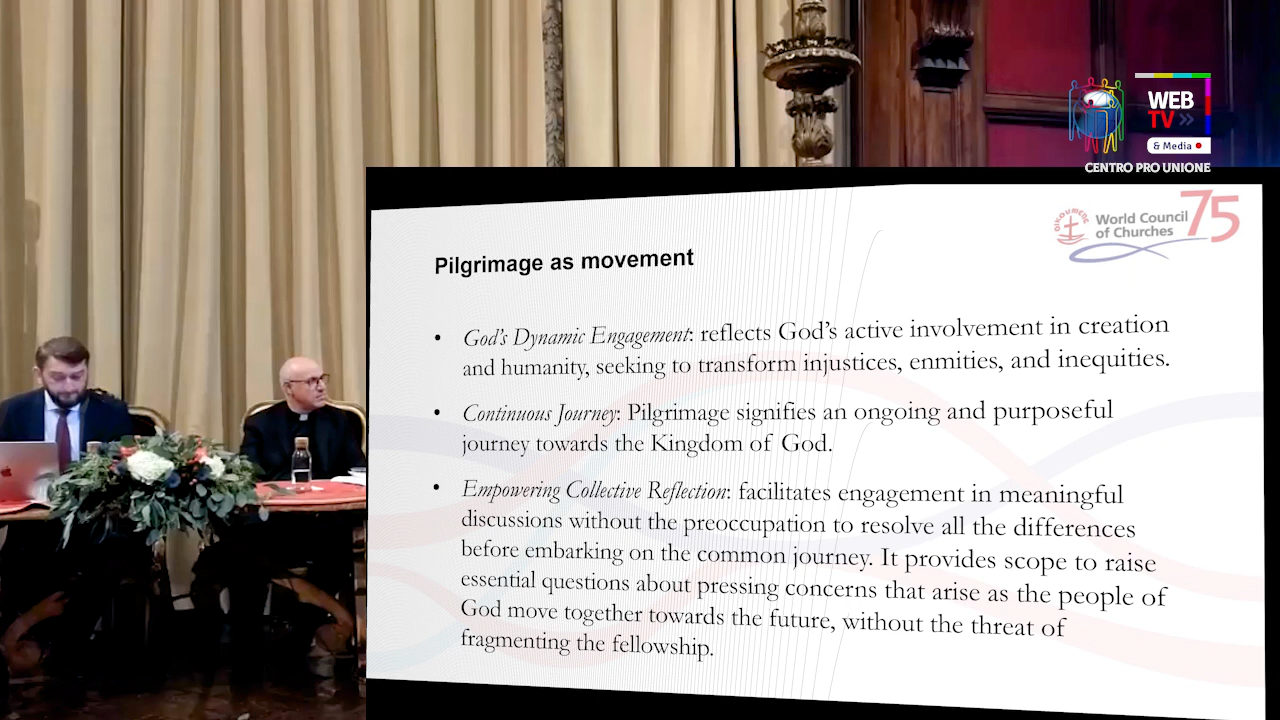 WEB
TV
& Media
CENTRO PRO UNIONE
ΟΙΚΟΥΜΕΝΕ
World Council
of Churches
75
Pilgrimage as movement
• God's Dynamic Engagement: reflects God's active involvement in creation
and humanity, seeking to transform injustices, enmities, and inequities.
• Continuous Journey: Pilgrimage signifies an ongoing and purposeful
journey towards the Kingdom of God.
• Empowering Collective Reflection: facilitates engagement in meaningful
discussions without the preoccupation to resolve all the differences
before embarking on the common journey. It provides scope to raise
essential questions about pressing concerns that arise as the people of
God move together towards the future, without the threat of
fragmenting the fellowship.